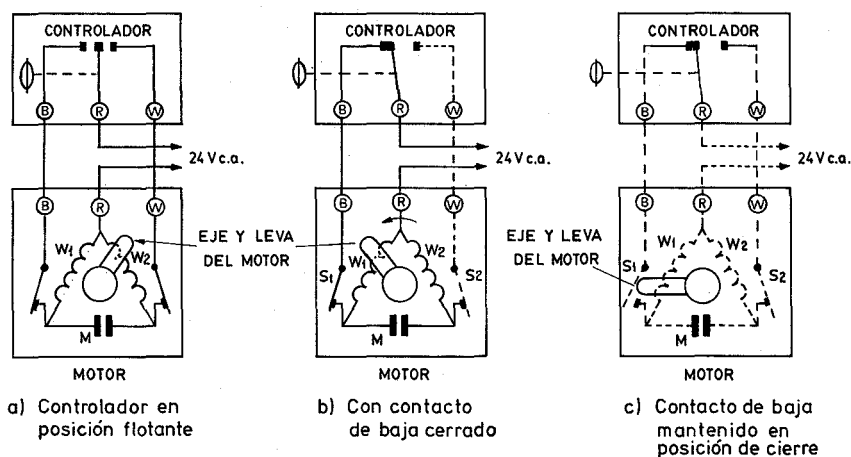 CONTROLADOR
B
R
W
24 V c.a.
B
R
W
W1
W2
M
MOTOR
a) Controlador en
posición flotante
EJE Y LEVA
DEL MOTOR
CONTROLADOR
B
R
W
24 V c.a.
B
R
W
S1
W1
W2
S2
M
MOTOR
b) Con contacto
de baja cerrado
EJE Y LEVA
DEL MOTOR
CONTROLADOR
B
R
W
24 V c.a.
B
R
W
S1
W1
W2
S2
M
MOTOR
c) Contacto de baja
mantenido en
posición de cierre